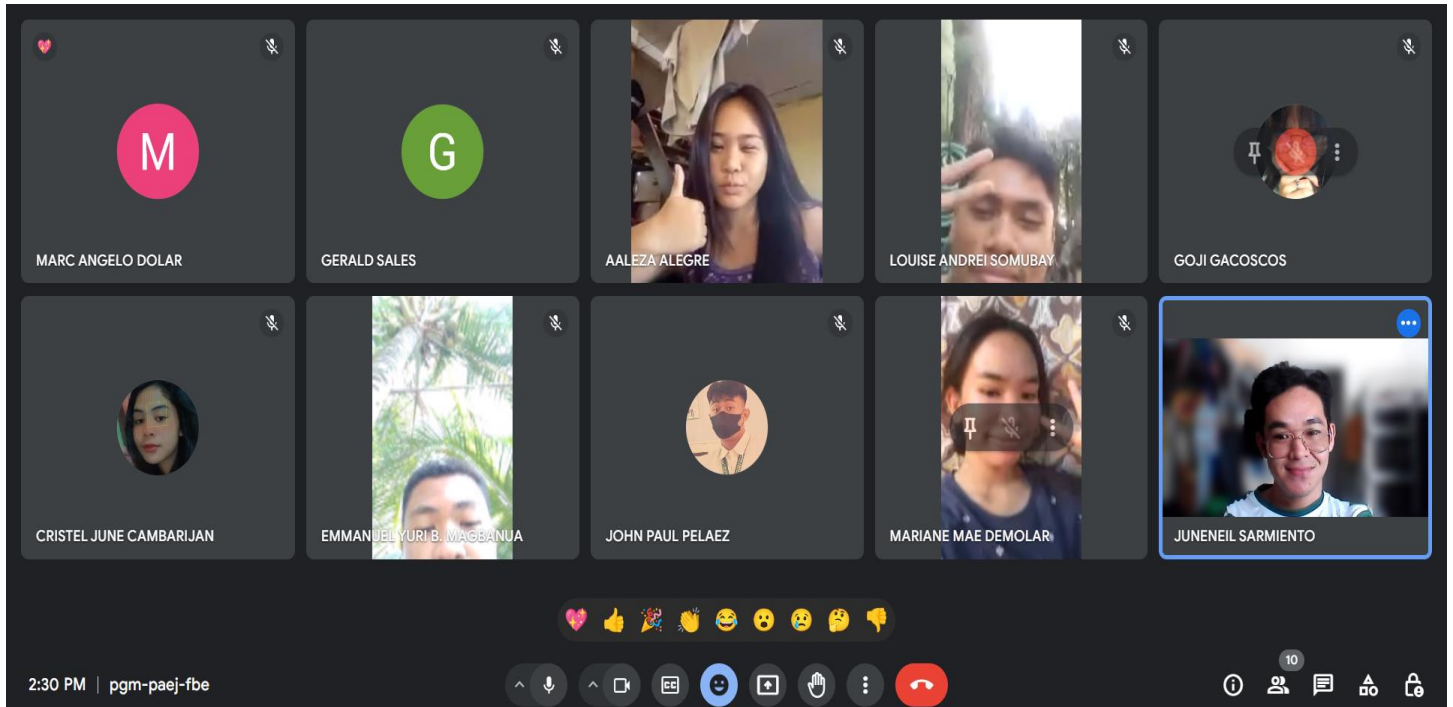 M
G
MARC ANGELO DOLAR
GERALD SALES
AALEZA ALEGRE
LOUISE ANDREI SOMUBAY
GOJI GACOSCOS
CRISTEL JUNE CAMBARIJAN
EMMANUEL YURI B. MAGBANUA
JOHN PAUL PELAEZ
MARIANE MAE DEMOLAR
JUNENEIL SARMIENTO
2:30 PM | pgm-paej-fbe
CC
10